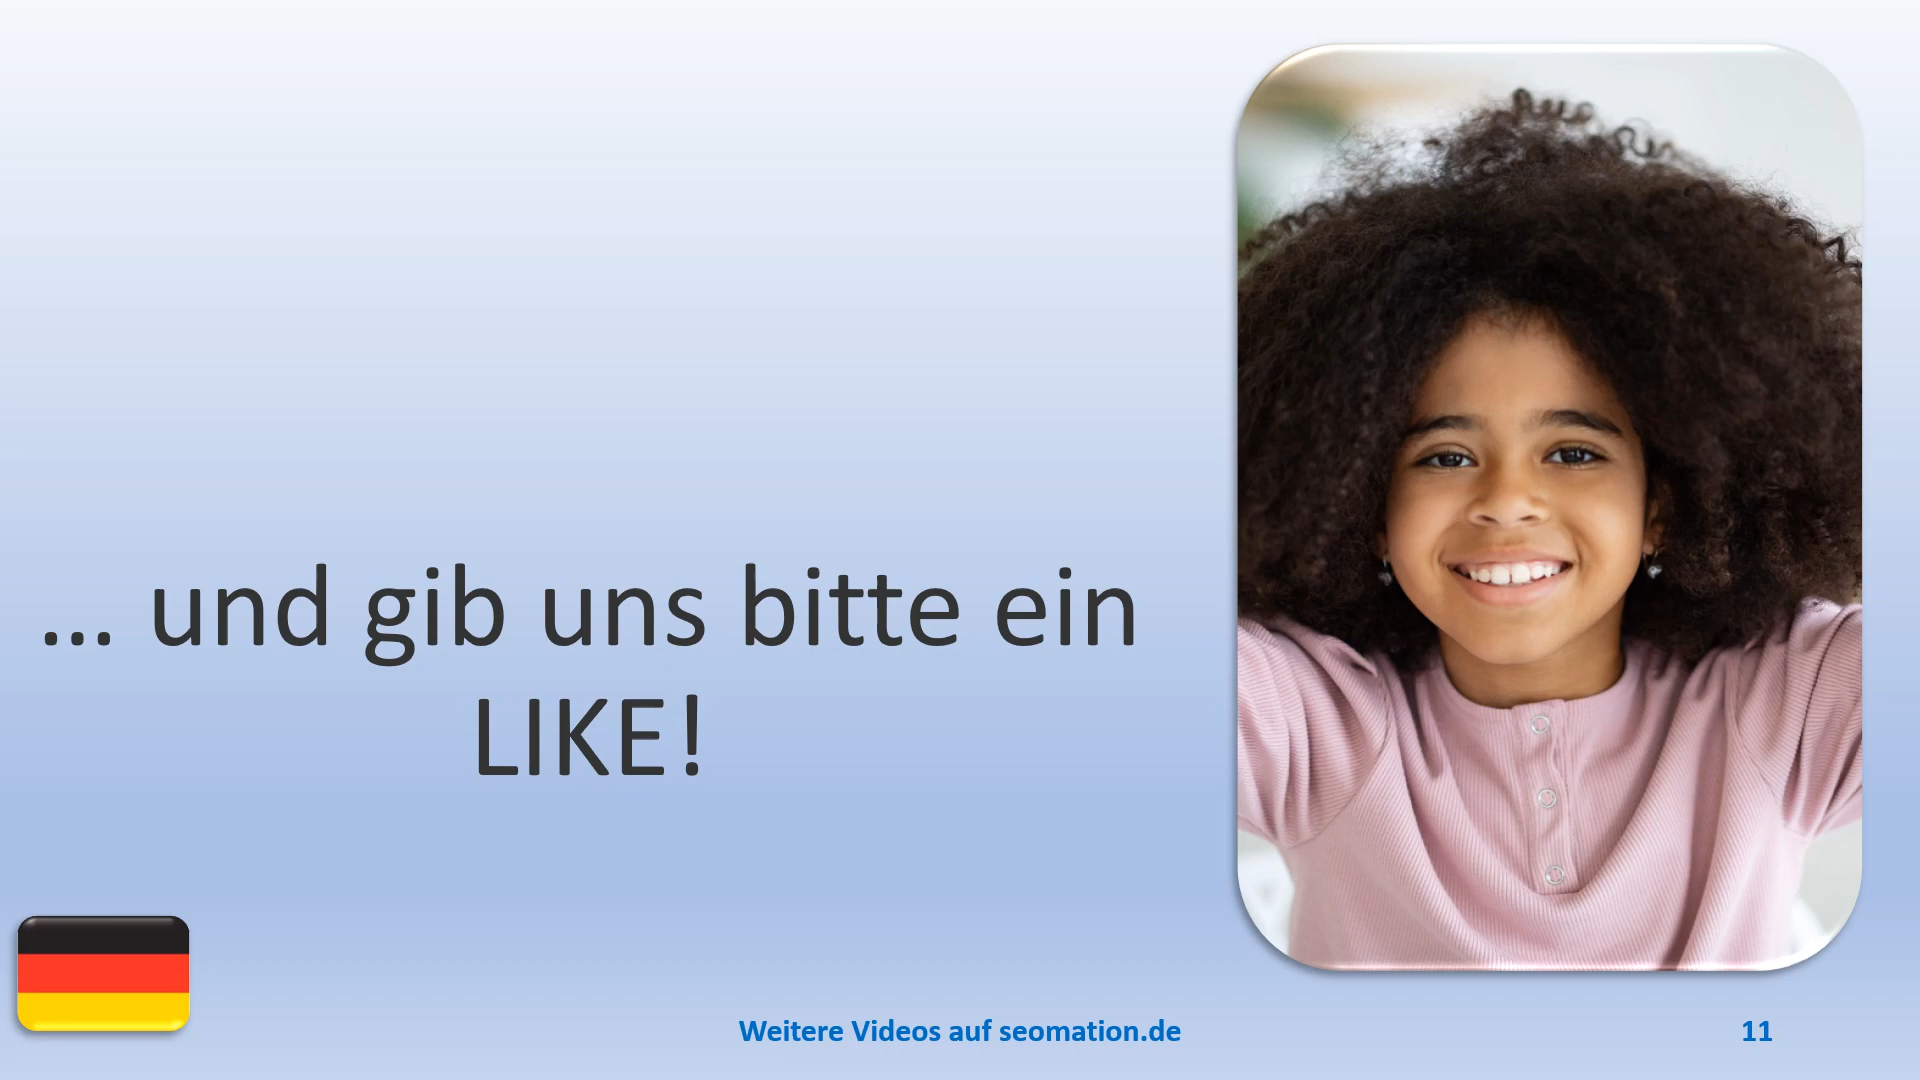 ... und gib uns bitte ein
LIKE!
Weitere Videos auf seomation.de
11